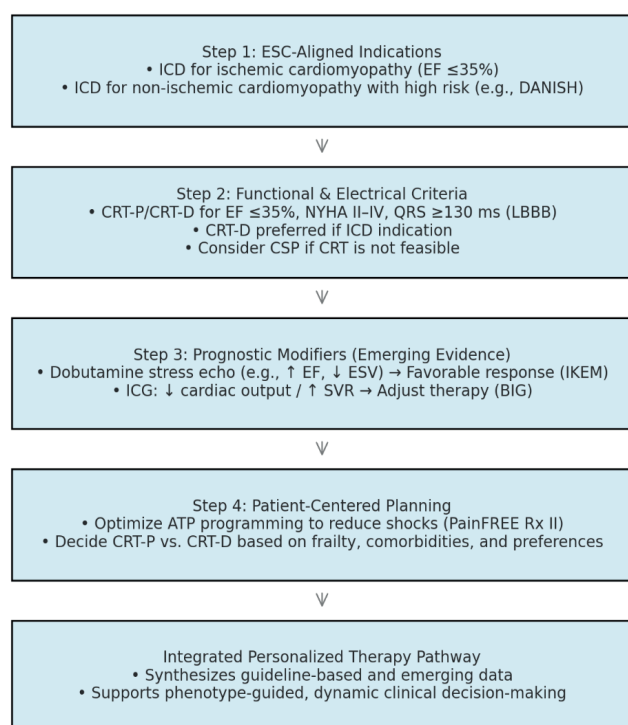 Step 1: ESC-Aligned Indications
• ICD for ischemic cardiomyopathy (EF ≤35%)
• ICD for non-ischemic cardiomyopathy with high risk (e.g., DANISH)
Step 2: Functional & Electrical Criteria
• CRT-P/CRT-D for EF ≤35%, NYHA II–IV, QRS ≥130 ms (LBBB)
• CRT-D preferred if ICD indication
• Consider CSP if CRT is not feasible
Step 3: Prognostic Modifiers (Emerging Evidence)
• Dobutamine stress echo (e.g., ↑ EF, ↓ ESV) → Favorable response (IKEM)
• ICG: ↓ cardiac output / ↑ SVR → Adjust therapy (BIG)
Step 4: Patient-Centered Planning
• Optimize ATP programming to reduce shocks (PainFREE Rx II)
• Decide CRT-P vs. CRT-D based on frailty, comorbidities, and preferences
Integrated Personalized Therapy Pathway
• Synthesizes guideline-based and emerging data
• Supports phenotype-guided, dynamic clinical decision-making